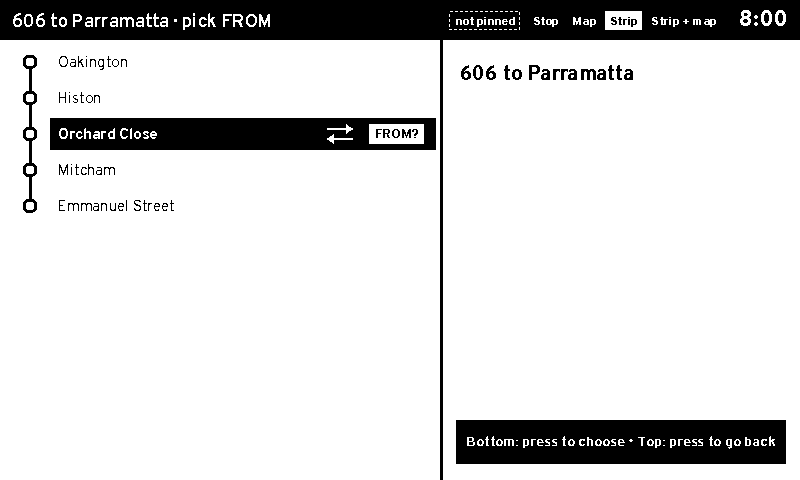 606 to Parramatta · pick FROM
not pinned Stop Map Strip Strip + map 8:00
Oakington
Histon
Orchard Close FROM?
Mitcham
Emmanuel Street
606 to Parramatta
Bottom: press to choose • Top: press to go back